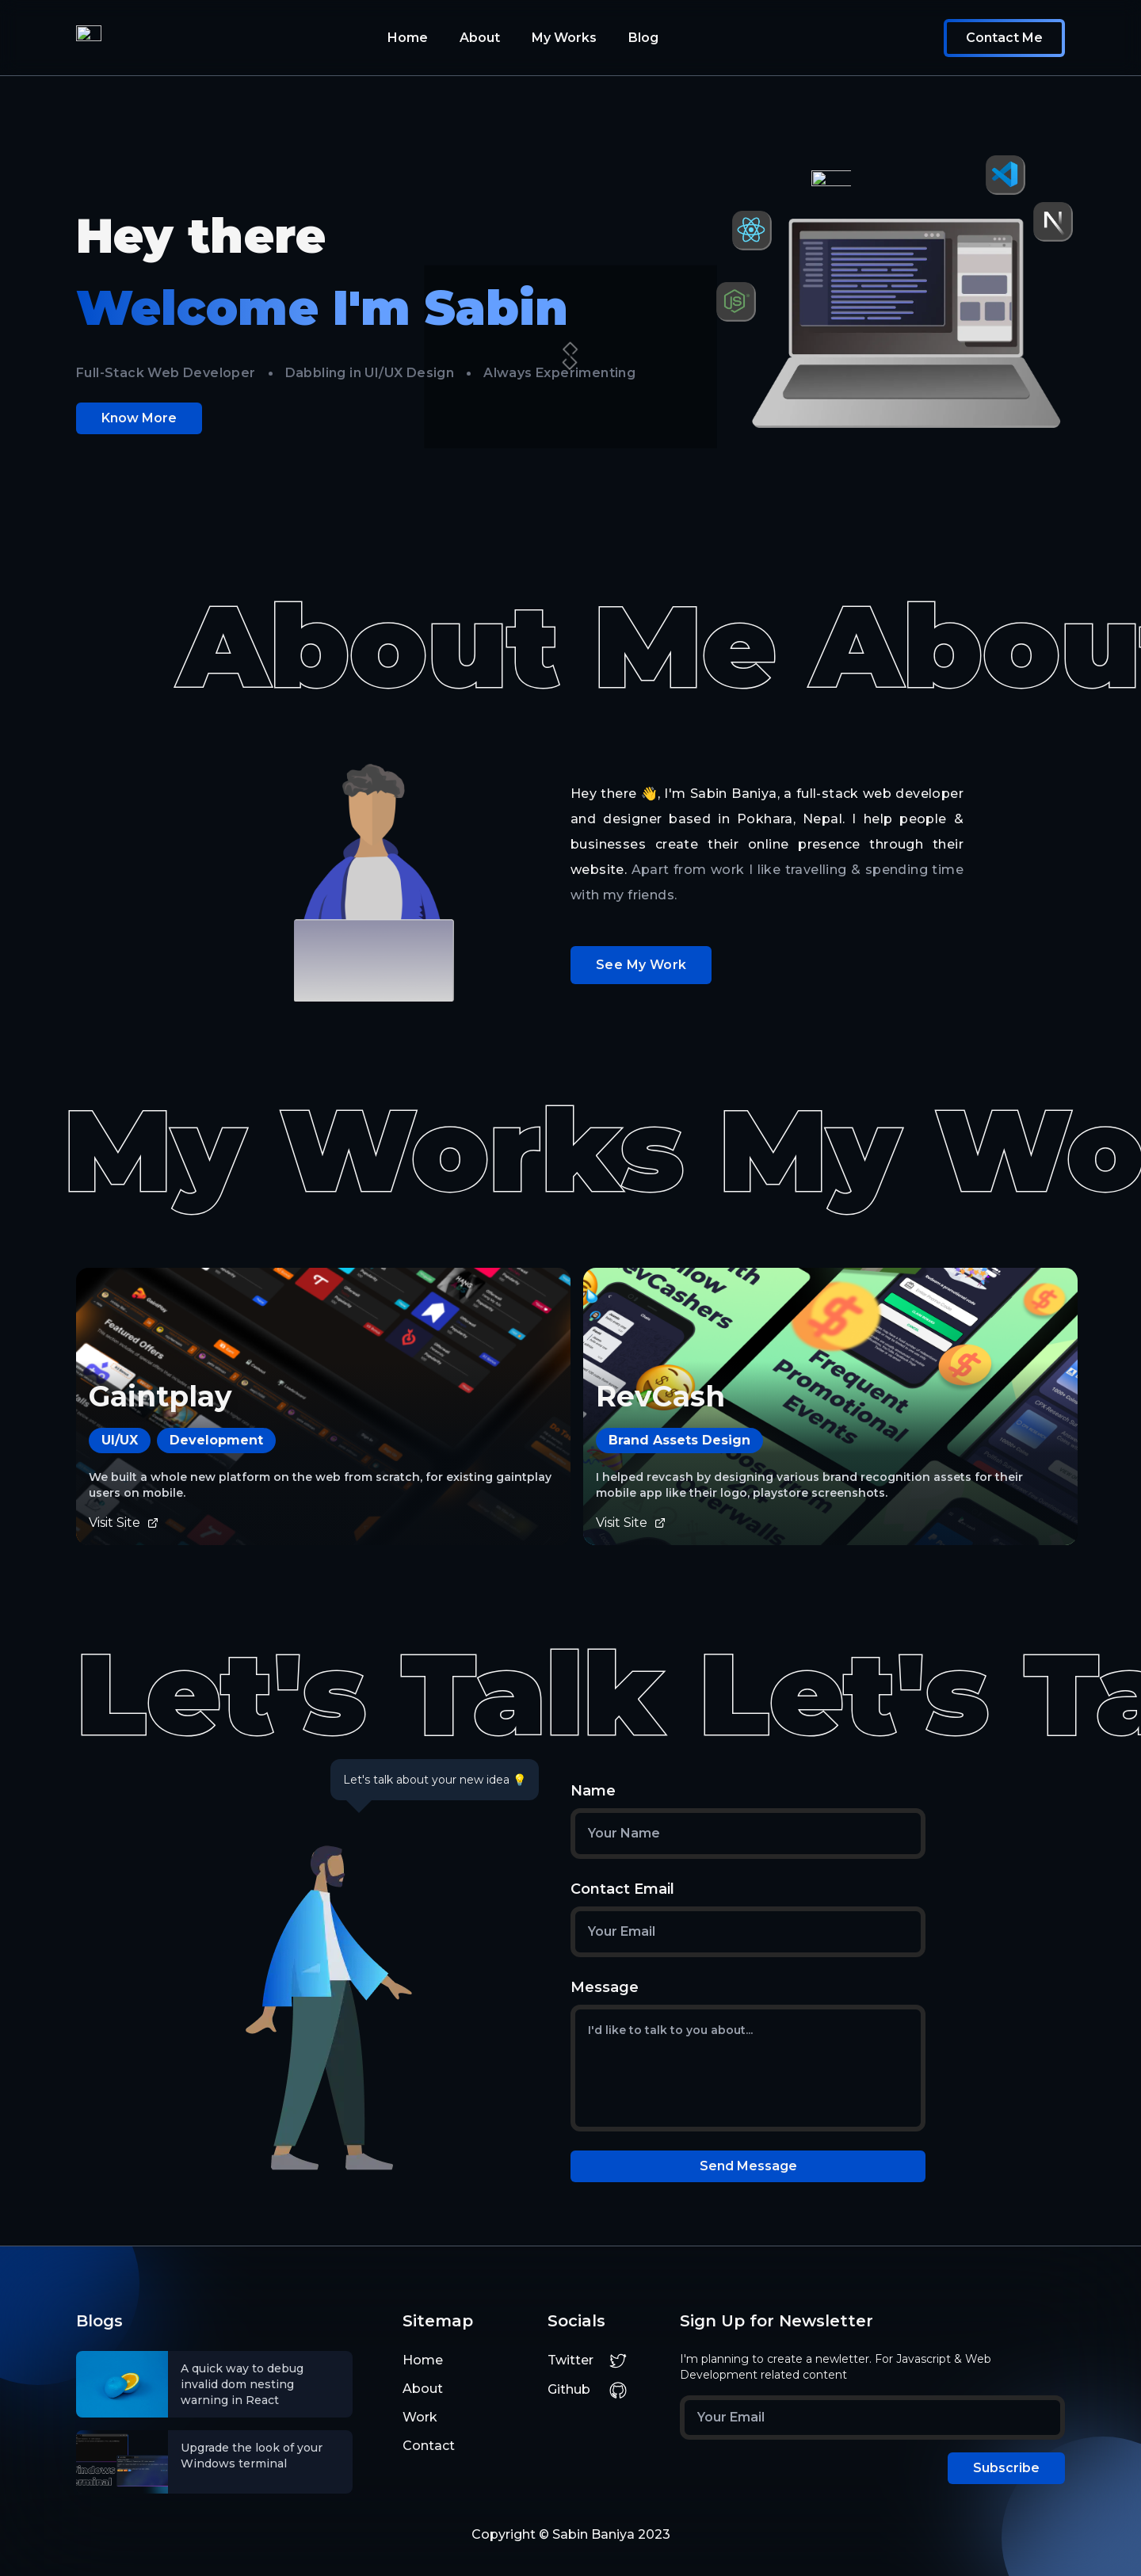 Home About My Works Blog Contact Me
Hey there
Welcome I'm Sabin
Full-Stack Web Developer • Dabbling in UI/UX Design • Always Experimenting
Know More
About Me Abou
Hey there 👋, I'm Sabin Baniya, a full-stack web developer
and designer based in Pokhara, Nepal. I help people &
businesses create their online presence through their
website. Apart from work I like travelling & spending time
with my friends.
See My Work
My Works My Wo
Featured Offers
Gaintplay
UI/UX Development
We built a whole new platform on the web from scratch, for existing gaintplay
users on mobile.
Visit Site
Frequent
Promotional
Events
RevCash
Brand Assets Design
I helped revcash by designing various brand recognition assets for their
mobile app like their logo, playstore screenshots.
Visit Site
Let's Talk Let's Ta
Let's talk about your new idea 💡
Name
Your Name
Contact Email
Your Email
Message
I'd like to talk to you about...
Send Message
Blogs
A quick way to debug
invalid dom nesting
warning in React
Upgrade the look of your
Windows terminal
Sitemap
Home
About
Work
Contact
Socials
Twitter
Github
Sign Up for Newsletter
I'm planning to create a newletter. For Javascript & Web
Development related content
Your Email
Subscribe
Copyright © Sabin Baniya 2023